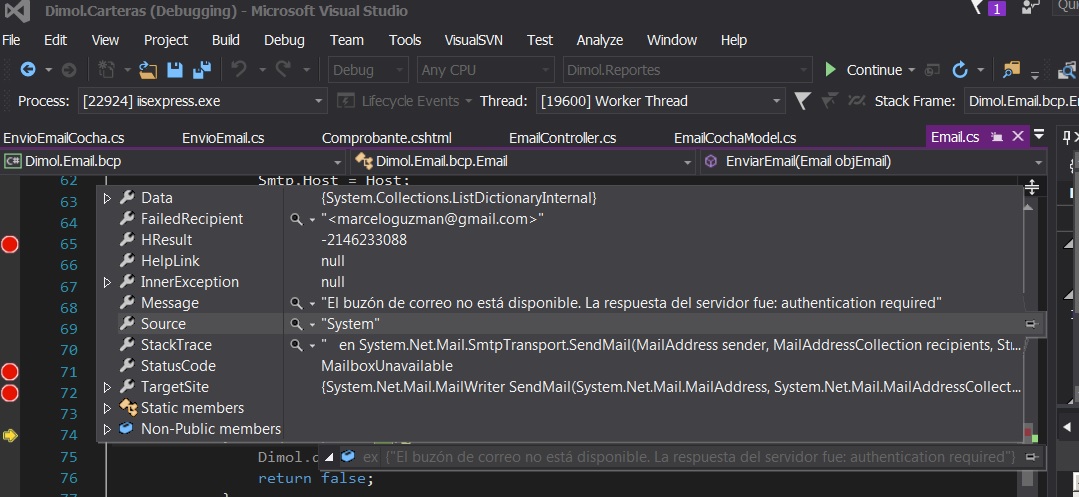 Dimol.Carteras (Debugging) - Microsoft Visual Studio
1
File Edit View Project Build Debug Team Tools VisualSVN Test Analyze Window Help
Debug Any CPU Dimol.Reportes Continue
Process: [22924] iisexpress.exe Lifecycle Events Thread: [19600] Worker Thread Stack Frame: Dimol.Email.bcp.E
EnvioEmailCocha.cs EnvioEmail.cs Comprobante.cshtml EmailController.cs EmailCochaModel.cs Email.cs
C# Dimol.Email.bcp Dimol.Email.bcp.Email EnviarEmail(Email objEmail)
62 Smtp.Host = Host;
63 Data {System.Collections.ListDictionaryInternal}
64 FailedRecipient "<marceloguzman@gmail.com>"
65 HResult -2146233088
66 HelpLink null
67 InnerException null
68 Message "El buzón de correo no está disponible. La respuesta del servidor fue: authentication required"
69 Source "System"
70 StackTrace " en System.Net.Mail.SmtpTransport.SendMail(MailAddress sender, MailAddressCollection recipients, St...
71 StatusCode MailboxUnavailable
72 TargetSite {System.Net.Mail.MailWriter SendMail(System.Net.Mail.MailAddress, System.Net.Mail.MailAddressCollect...
73 Static members
74 Non-Public members
75 Dimol. ex {"El buzón de correo no está disponible. La respuesta del servidor fue: authentication required"}
76 return false;
77 }